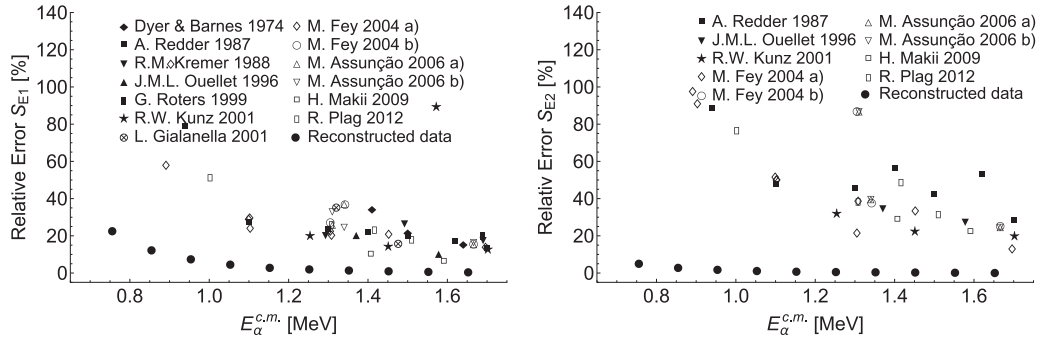 Relative Error S_E1 [%]
140
120
100
80
60
40
20
0
Dyer & Barnes 1974
A. Redder 1987
R.M◇Kremer 1988
J.M.L. Ouellet 1996
G. Roters 1999
R.W. Kunz 2001
L. Gialanella 2001
M. Fey 2004 a)
M. Fey 2004 b)
M. Assunção 2006 a)
M. Assunção 2006 b)
H. Makii 2009
R. Plag 2012
Reconstructed data
0.8 1.0 1.2 1.4 1.6
E_α^c.m. [MeV]
Relativ Error S_E2 [%]
140
120
100
80
60
40
20
0
A. Redder 1987
J.M.L. Ouellet 1996
R.W. Kunz 2001
M. Fey 2004 a)
M. Fey 2004 b)
M. Assunção 2006 a)
M. Assunção 2006 b)
H. Makii 2009
R. Plag 2012
Reconstructed data
0.8 1.0 1.2 1.4 1.6
E_α^c.m. [MeV]